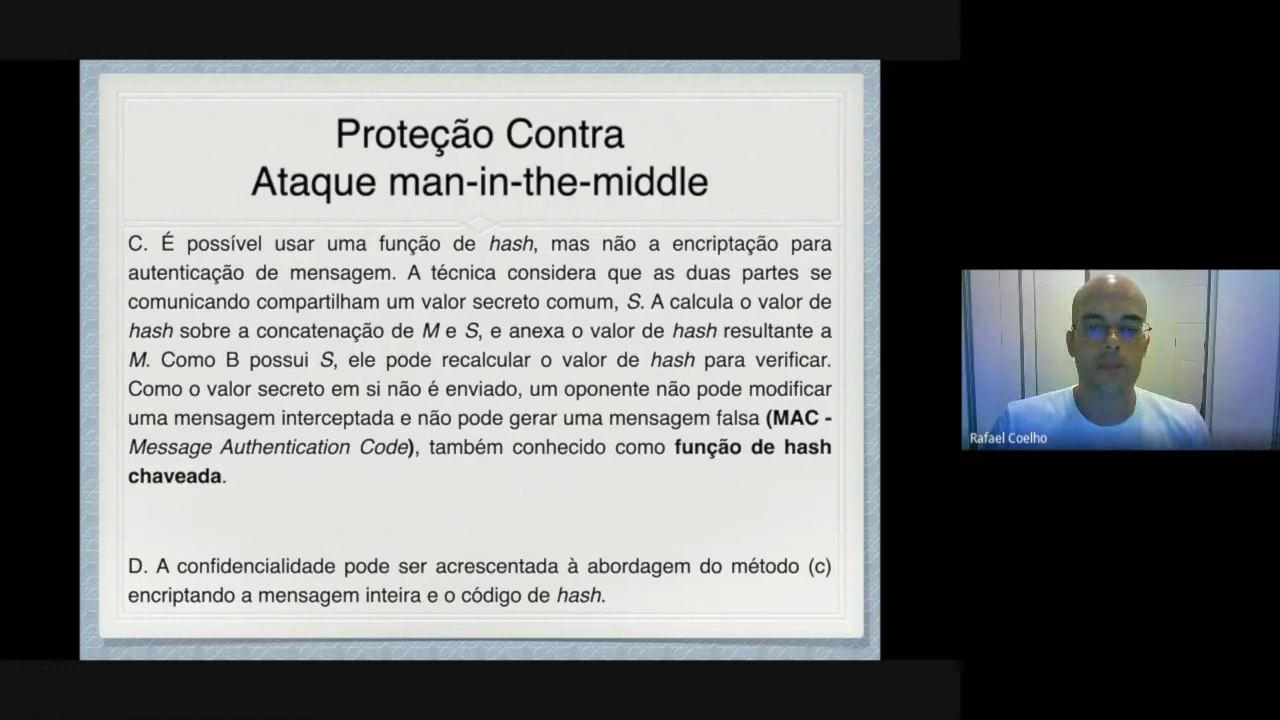 Proteção Contra
Ataque man-in-the-middle
C. É possível usar uma função de hash, mas não a encriptação para
autenticação de mensagem. A técnica considera que as duas partes se
comunicando compartilham um valor secreto comum, S. A calcula o valor de
hash sobre a concatenação de M e S, e anexa o valor de hash resultante a
M. Como B possui S, ele pode recalcular o valor de hash para verificar.
Como o valor secreto em si não é enviado, um oponente não pode modificar
uma mensagem interceptada e não pode gerar uma mensagem falsa (MAC -
Message Authentication Code), também conhecido como função de hash
chaveada.
D. A confidencialidade pode ser acrescentada à abordagem do método (c)
encriptando a mensagem inteira e o código de hash.
Rafael Coelho